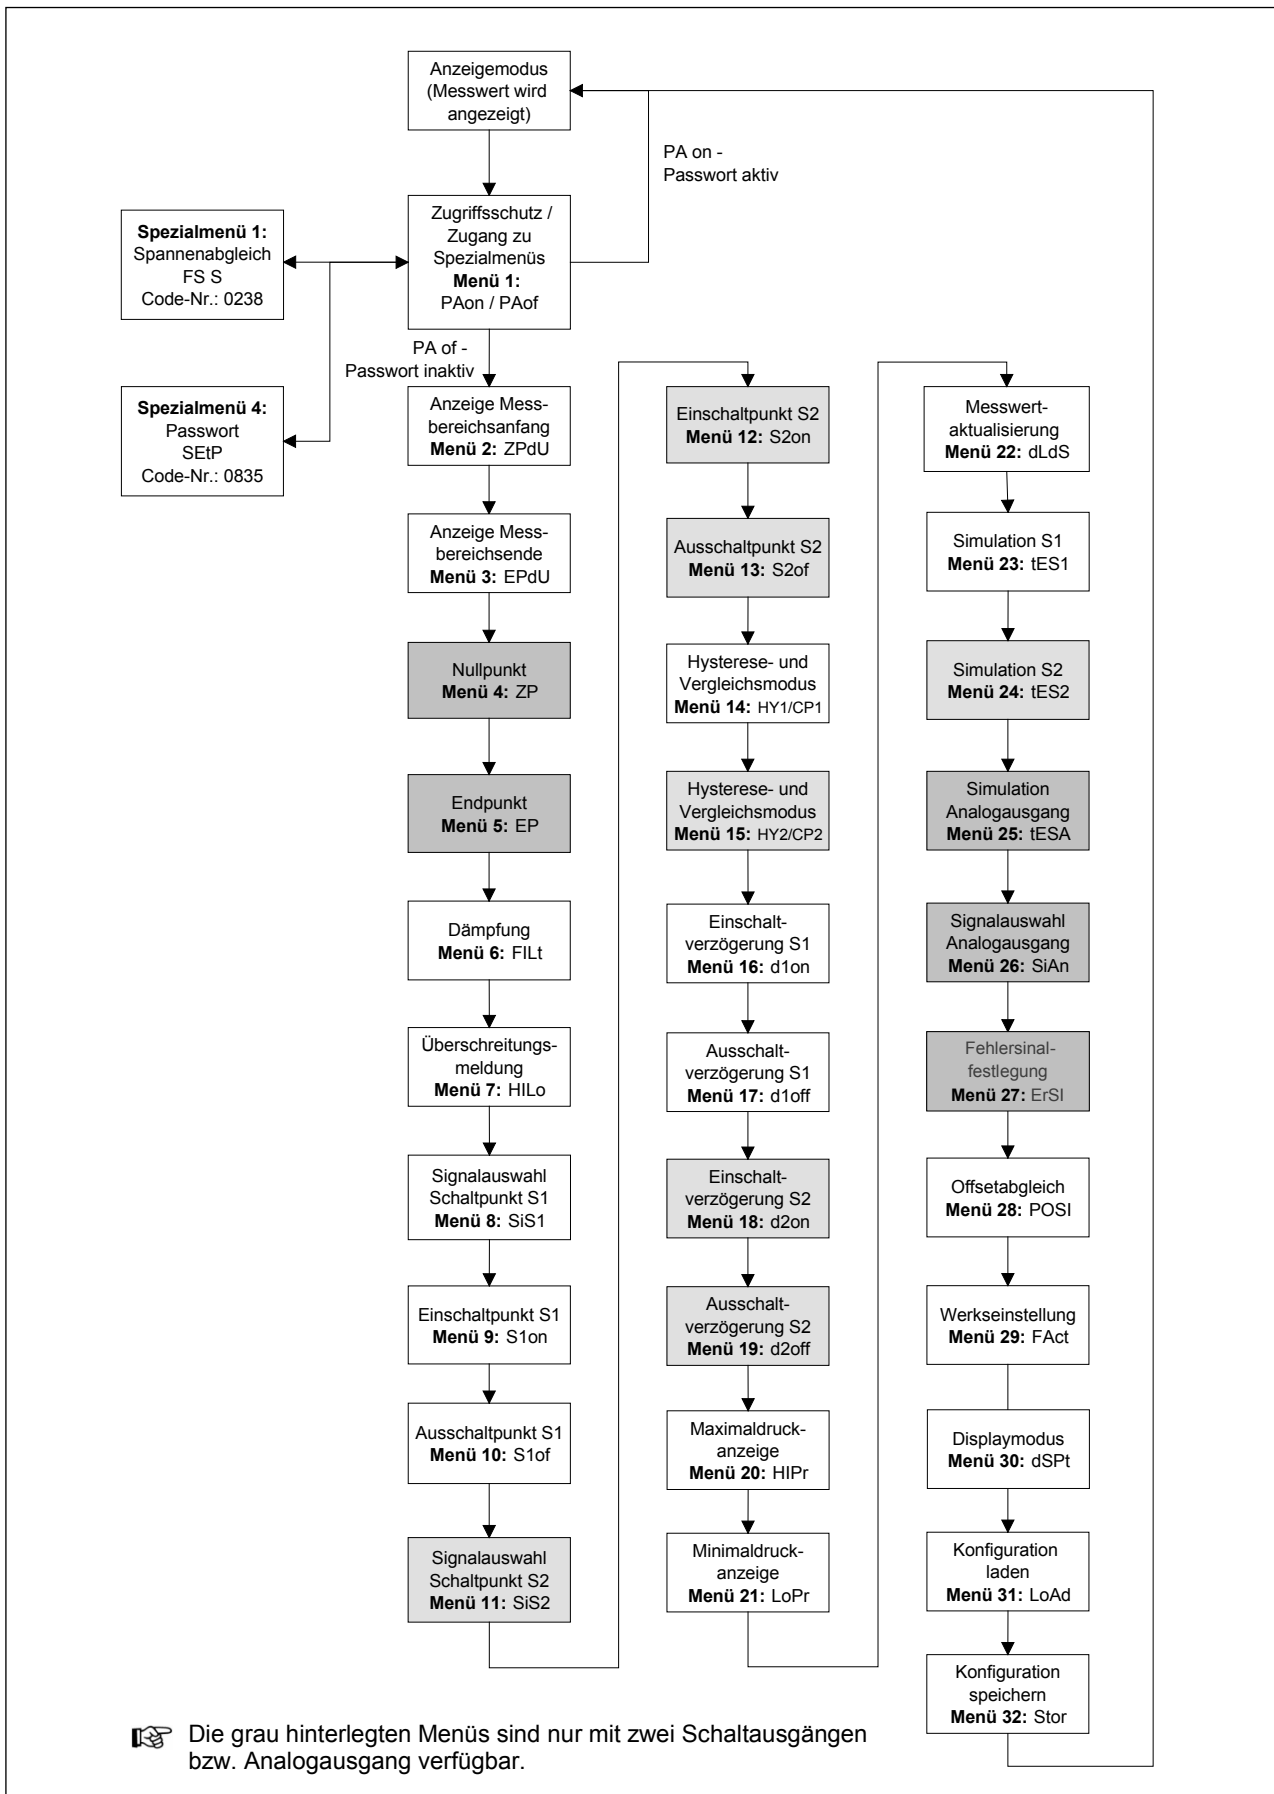 Anzeigemodus
(Messwert wird
angezeigt)
PA on -
Passwort aktiv
Zugriffsschutz /
Zugang zu
Spezialmenüs
Menü 1:
PAon / PAof
Spezialmenü 1:
Spannenabgleich
FS S
Code-Nr.: 0238
PA of -
Passwort inaktiv
Spezialmenü 4:
Passwort
SEtP
Code-Nr.: 0835
Anzeige Mess-
bereichsanfang
Menü 2: ZPdU
Anzeige Mess-
bereichsende
Menü 3: EPdU
Nullpunkt
Menü 4: ZP
Endpunkt
Menü 5: EP
Dämpfung
Menü 6: FILt
Überschreitungs-
meldung
Menü 7: HILo
Signalauswahl
Schaltpunkt S1
Menü 8: SiS1
Einschaltpunkt S1
Menü 9: S1on
Ausschaltpunkt S1
Menü 10: S1of
Signalauswahl
Schaltpunkt S2
Menü 11: SiS2
Einschaltpunkt S2
Menü 12: S2on
Ausschaltpunkt S2
Menü 13: S2of
Hysterese- und
Vergleichsmodus
Menü 14: HY1/CP1
Hysterese- und
Vergleichsmodus
Menü 15: HY2/CP2
Einschalt-
verzögerung S1
Menü 16: d1on
Ausschalt-
verzögerung S1
Menü 17: d1off
Einschalt-
verzögerung S2
Menü 18: d2on
Ausschalt-
verzögerung S2
Menü 19: d2off
Maximaldruck-
anzeige
Menü 20: HIPr
Minimaldruck-
anzeige
Menü 21: LoPr
Messwert-
aktualisierung
Menü 22: dLdS
Simulation S1
Menü 23: tES1
Simulation S2
Menü 24: tES2
Simulation
Analogausgang
Menü 25: tESA
Signalauswahl
Analogausgang
Menü 26: SiAn
Fehlersinal-
festlegung
Menü 27: ErSI
Offsetabgleich
Menü 28: POSI
Werkseinstellung
Menü 29: FAct
Displaymodus
Menü 30: dSPt
Konfiguration
laden
Menü 31: LoAd
Konfiguration
speichern
Menü 32: Stor
Die grau hinterlegten Menüs sind nur mit zwei Schaltausgängen
bzw. Analogausgang verfügbar.